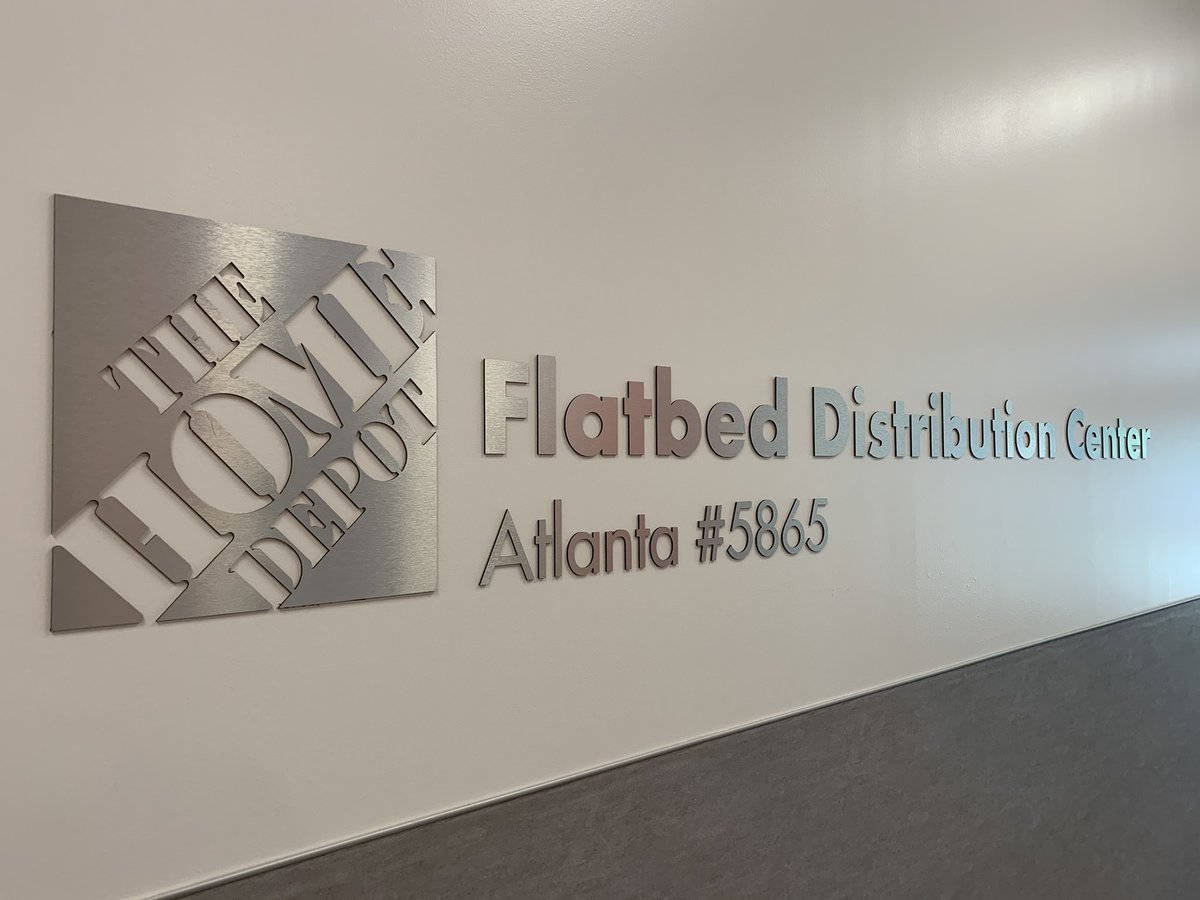 THE
HOME
DEPOT
Flatbed Distribution Center
Atlanta #5865